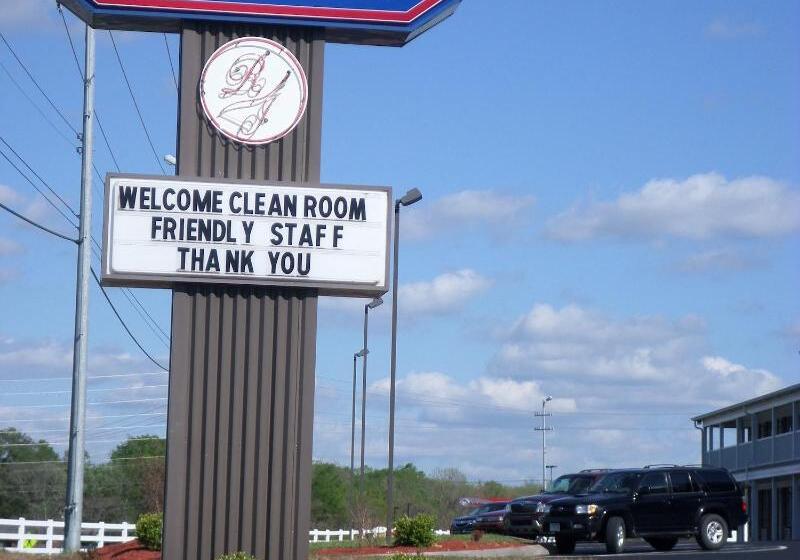 WELCOME CLEAN ROOM
FRIENDLY STAFF
THANK YOU